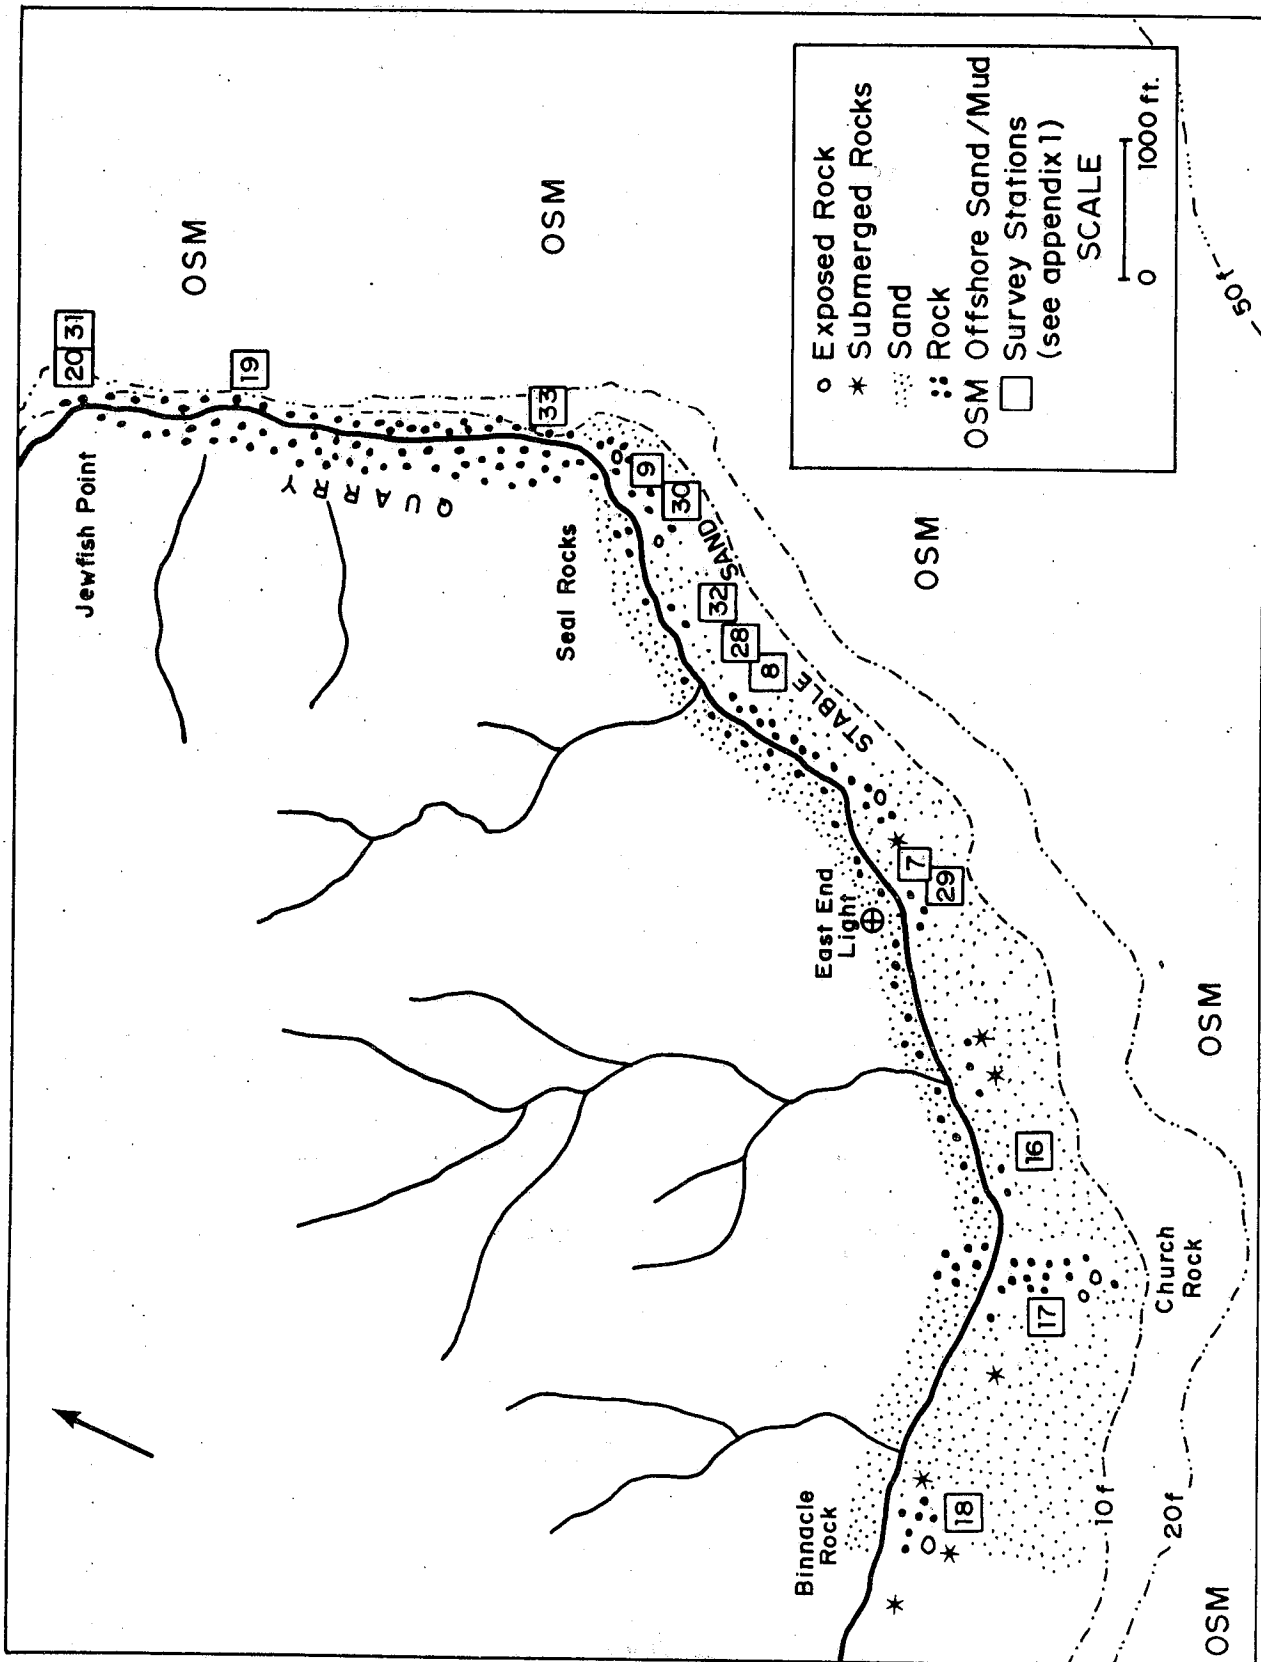 Jewfish Point
20
31
OSM
19
QUARRY
Seal Rocks
33
OSM
9
30
STABLE SAND
32
28
8
OSM
East End
Light
7
29
OSM
16
Church
Rock
17
Binnacle
Rock
18
10f
20f
50f
OSM
Exposed Rock
Submerged Rocks
Sand
Rock
OSM Offshore Sand/Mud
Survey Stations
(see appendix 1)
SCALE
0 1000 ft.